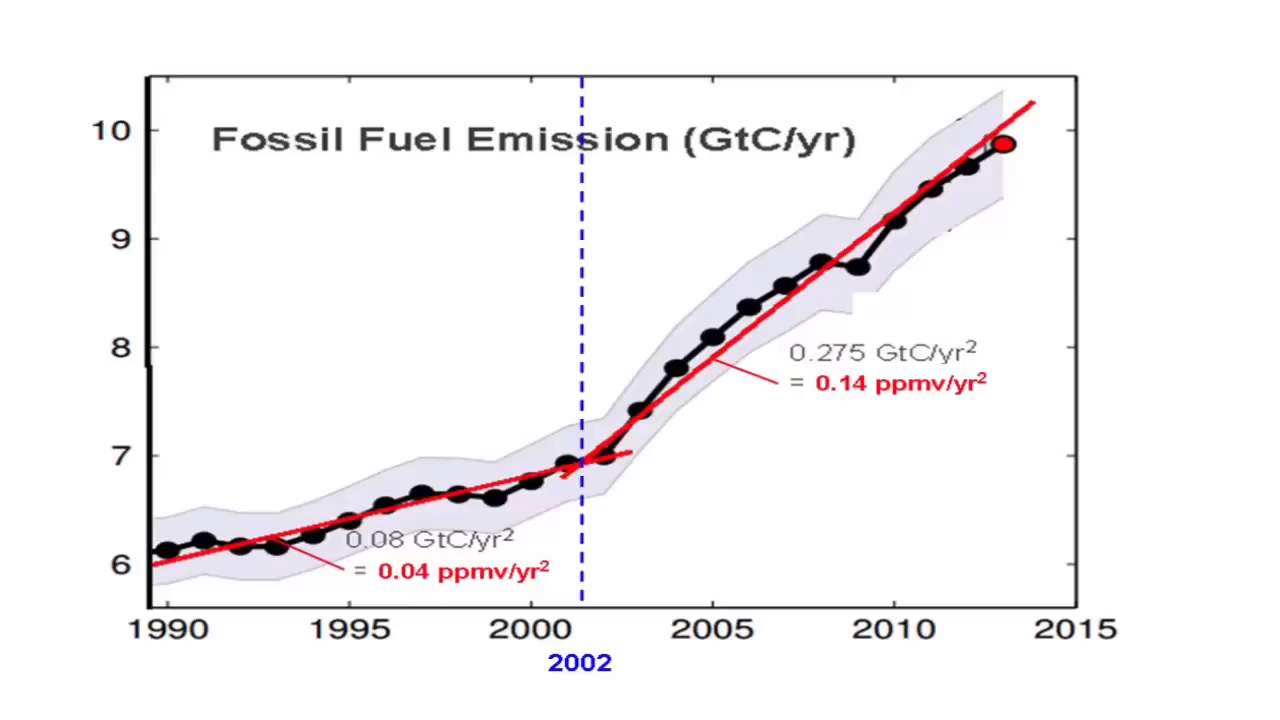 Fossil Fuel Emission (GtC/yr)
10
9
8
7
6
0.275 GtC/yr²
= 0.14 ppmv/yr²
0.08 GtC/yr²
= 0.04 ppmv/yr²
1990 1995 2000 2005 2010 2015
2002